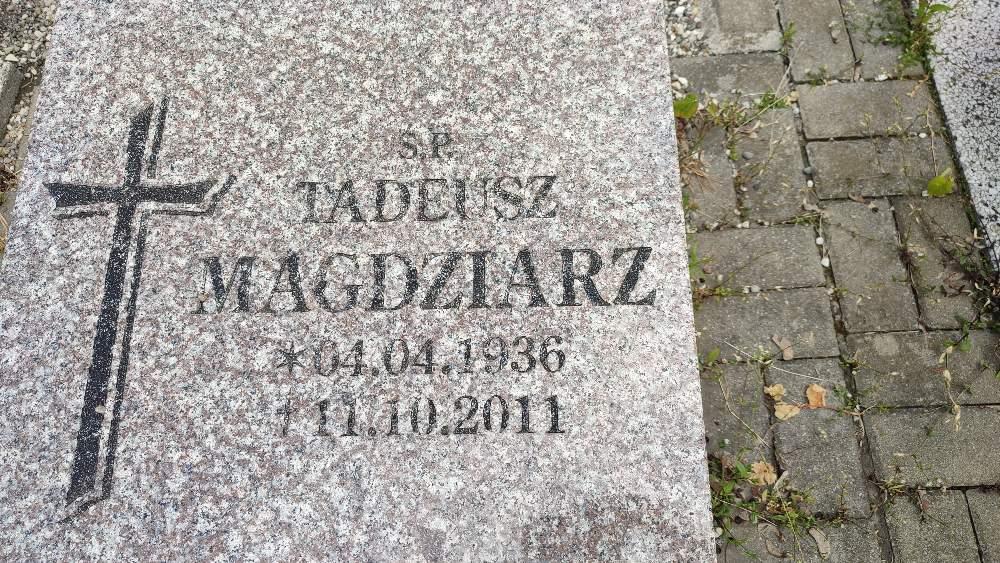 S.P.
TADEUSZ
MAGDZIARZ
*04.04.1936
†11.10.2011